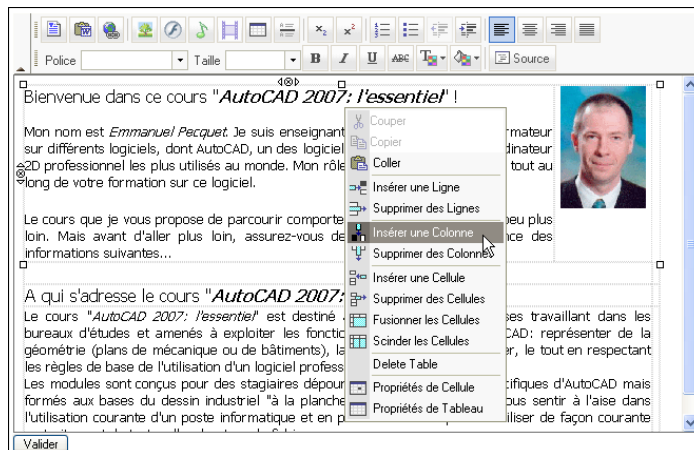 Police Taille B I U ABC Source
Bienvenue dans ce cours "AutoCAD 2007: l'essentiel" !
Mon nom est Emmanuel Pecquet. Je suis enseignant rmateur
sur différents logiciels, dont AutoCAD, un des logiciel dinateur
2D professionnel les plus utilisés au monde. Mon rôle tout au
long de votre formation sur ce logiciel.
Le cours que je vous propose de parcourir comporte peu plus
loin. Mais avant d'aller plus loin, assurez-vous de nce des
informations suivantes...
A qui s'adresse le cours "AutoCAD 2007:
Le cours "AutoCAD 2007: l'essentiel" est destiné ses travaillant dans les
bureaux d'études et amenés à exploiter les fonctio CAD: représenter de la
géométrie (plans de mécanique ou de bâtiments), la er, le tout en respectant
les règles de base de l'utilisation d'un logiciel profess
Les modules sont conçus pour des stagiaires dépour ifiques d'AutoCAD mais
formés aux bases du dessin industriel "à la planche ous sentir à l'aise dans
l'utilisation courante d'un poste informatique et en p iliser de façon courante
Couper
Copier
Coller
Insérer une Ligne
Supprimer des Lignes
Insérer une Colonne
Supprimer des Colonnes
Insérer une Cellule
Supprimer des Cellules
Fusionner les Cellules
Scinder les Cellules
Delete Table
Propriétés de Cellule
Propriétés de Tableau
Valider